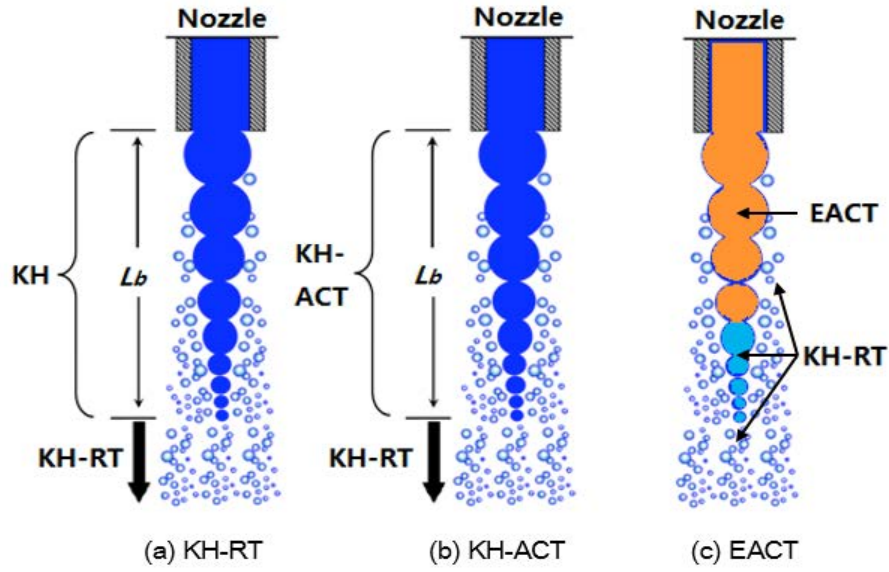 Nozzle
Nozzle
Nozzle
KH
Lb
KH-RT
KH-
ACT
Lb
KH-RT
EACT
KH-RT
(a) KH-RT
(b) KH-ACT
(c) EACT